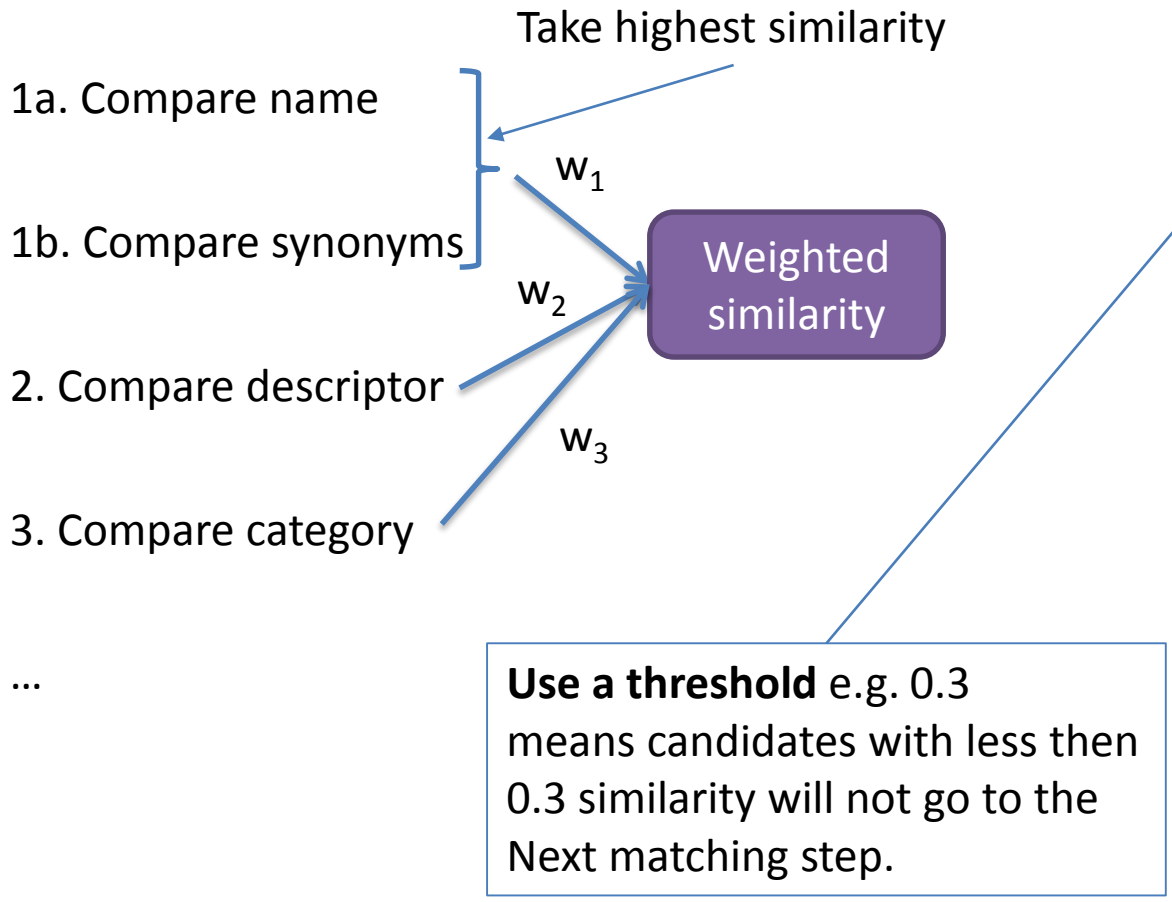 Take highest similarity
1a. Compare name
w₁
1b. Compare synonyms
Weighted
similarity
w₂
2. Compare descriptor
w₃
3. Compare category
...
Use a threshold e.g. 0.3
means candidates with less then
0.3 similarity will not go to the
Next matching step.